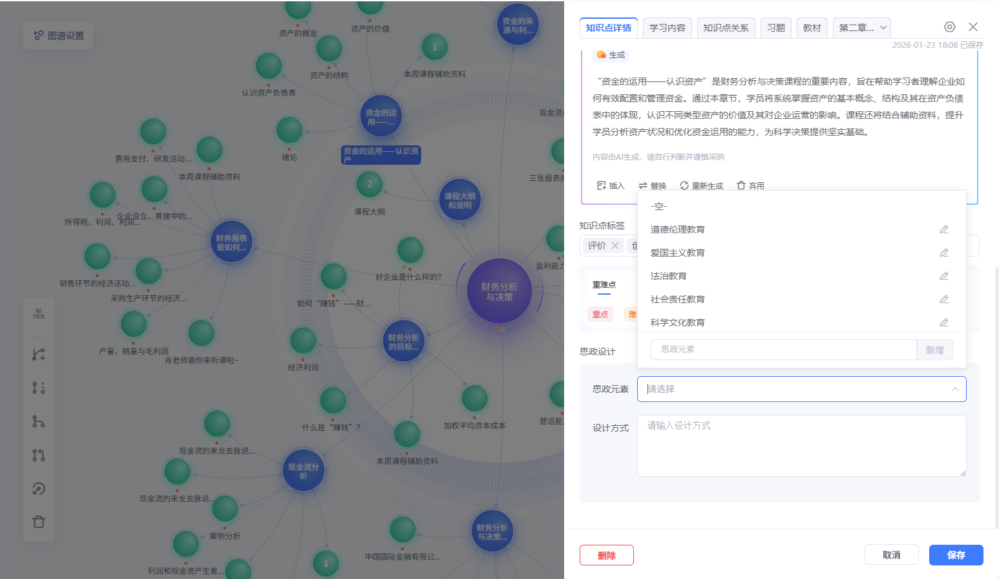 图谱设置
资产的概念
资产的价值
资金的来
源与利...
1
认识资产负债表
资产的结构
本周课程辅助资料
资金的运
用——...
资金的运用——认识资
产
绪论
费用支付、研发活动...
本周课程辅助资料
2
课程大纲
课程大纲
和说明
所得税、利润、利润...
企业设立、筹建中的...
财务报表
是如何...
销售环节的经济活动...
采购生产环节的经济...
好企业是什么样的？
如何“赚钱”——财...
财务分析
与决策
产量、销量与毛利润
肖老师邀你来听课啦~
经济利润
财务分析
的目标...
什么是“赚钱”？
加权平均资本成本
本周课程辅助资料
现金流的来龙去脉说...
现金流分
析
现金流的来龙去脉说...
案例分析
利润和现金流产生差...
1
中国国际金融有限公...
财务分析
与决策...
三张报表的
盈利能力
知识点详情
学习内容
知识点关系
习题
教材
第二章...
2026-01-23 18:08 已保存
生成
“资金的运用——认识资产”是财务分析与决策课程的重要内容，旨在帮助学习者理解企业如
何有效配置和管理资金。通过本章节，学员将系统掌握资产的基本概念、结构及其在资产负债
表中的体现，认识不同类型资产的价值及其对企业运营的影响。课程还将结合辅助资料，提升
学员分析资产状况和优化资金运用的能力，为科学决策提供坚实基础。
内容由AI生成，请自行判断并谨慎采纳
插入
替换
重新生成
弃用
知识点标签
评价
重难点
重点
难
-空-
道德伦理教育
爱国主义教育
法治教育
社会责任教育
科学文化教育
思政元素
新增
思政设计
思政元素
请选择
设计方式
请输入设计方式
删除
取消
保存